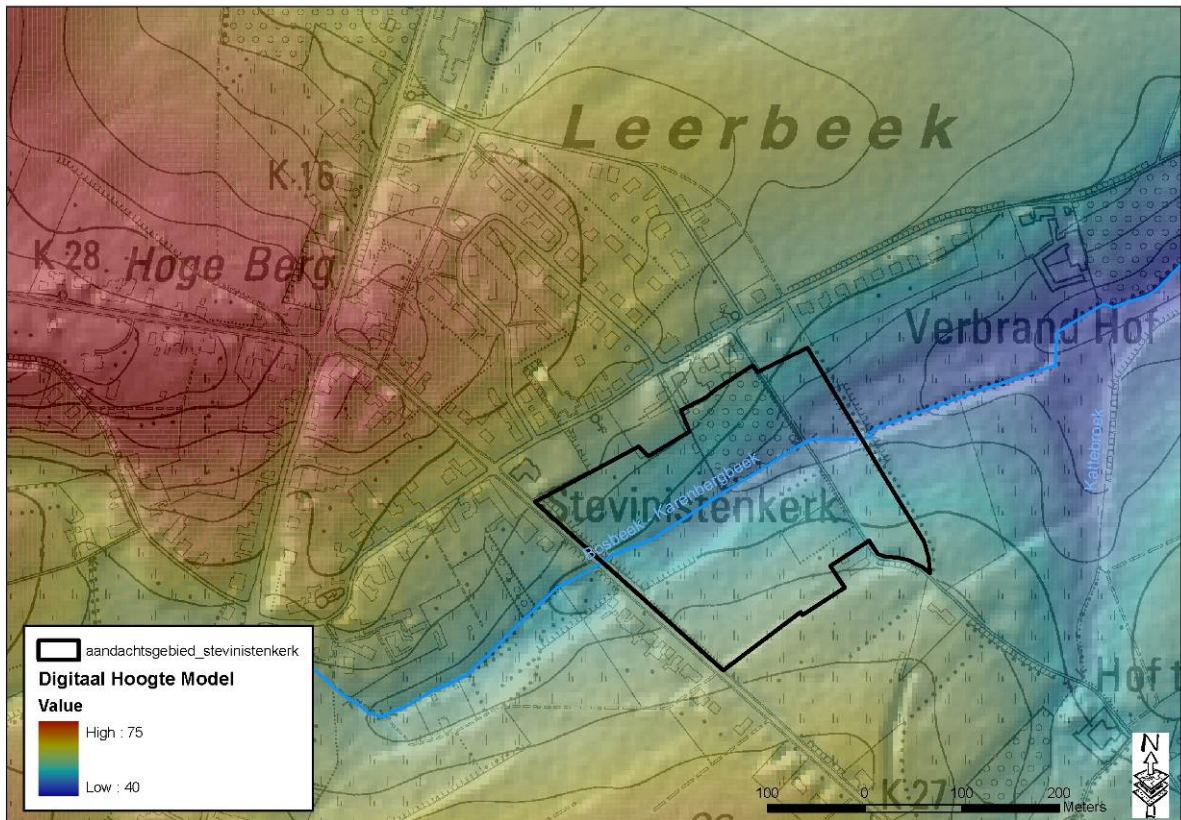 Leerbeek
K.16
K 28
Hoge Berg
Verbrand Hof
Kattebroek
Stevinistenkerk
Bosbeek - Karenbergbeek
Hof t
K 27
aandachtsgebied_stevinistenkerk
Digitaal Hoogte Model
Value
High : 75
Low : 40
100 0 100 200
Meters
N